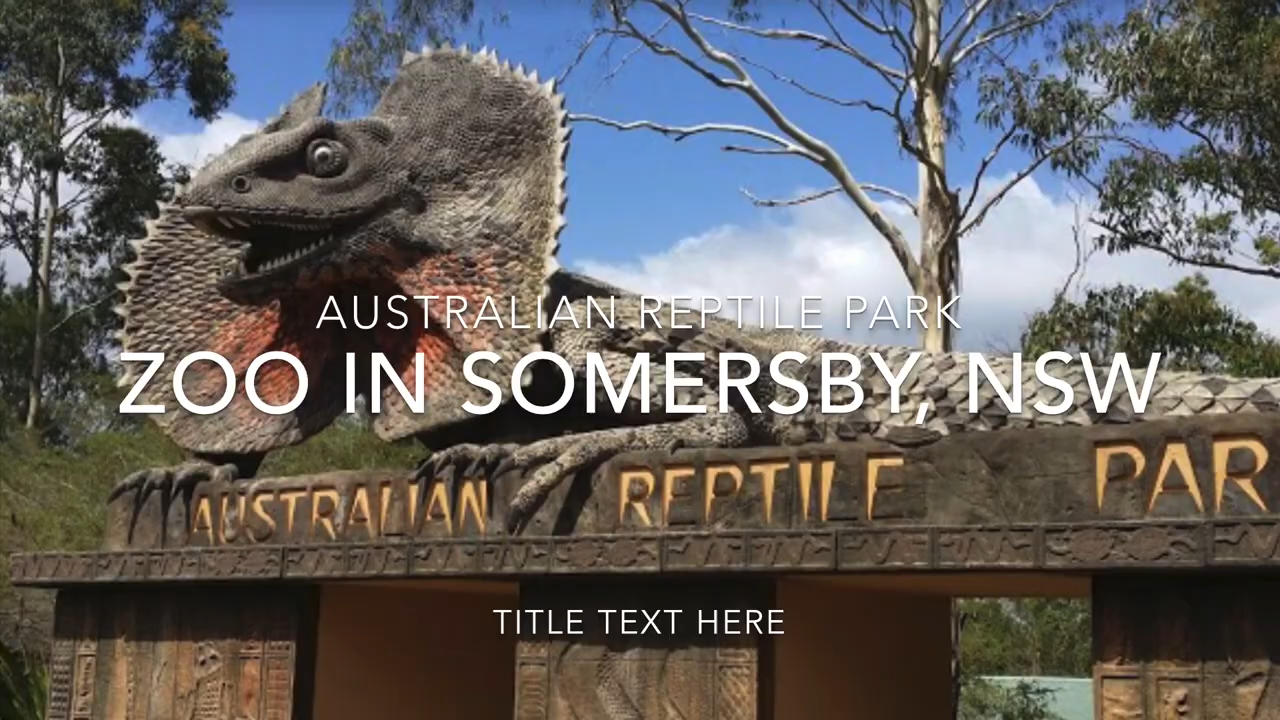 AUSTRALIAN REPTILE PARK
ZOO IN SOMERSBY, NSW
AUSTRALIAN REPTILE PAR
TITLE TEXT HERE